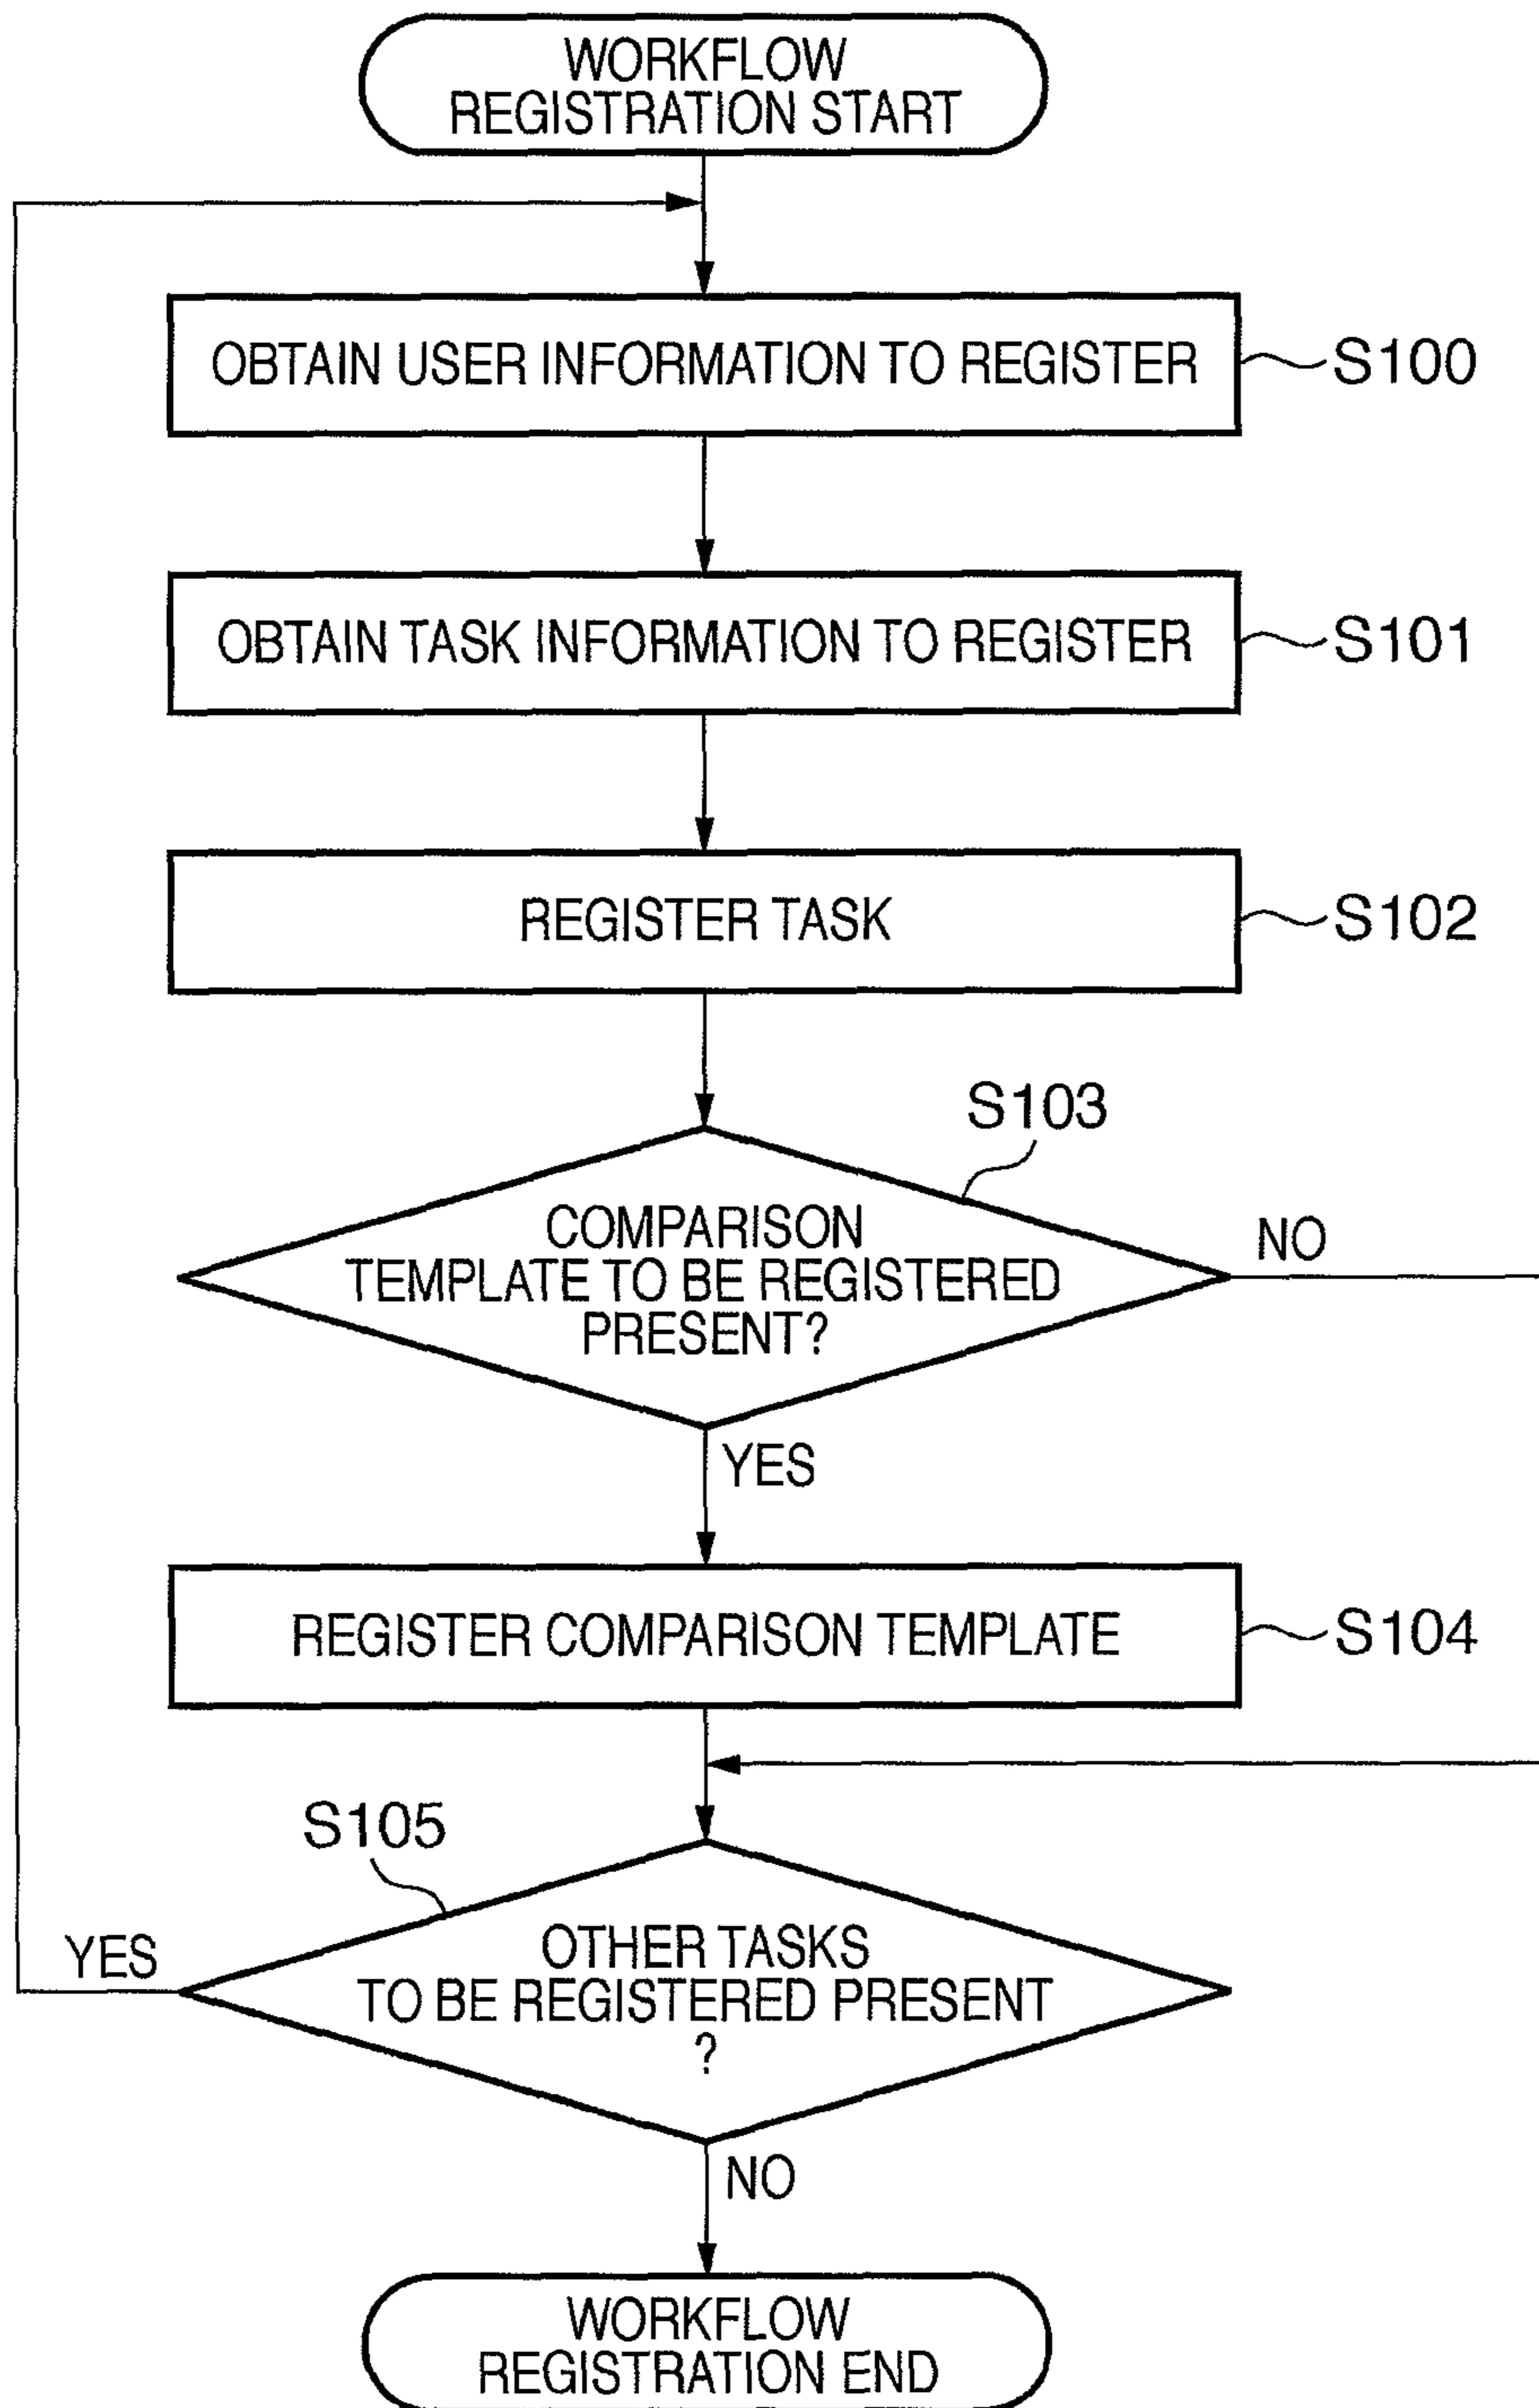 WORKFLOW
REGISTRATION START
OBTAIN USER INFORMATION TO REGISTER
S100
OBTAIN TASK INFORMATION TO REGISTER
S101
REGISTER TASK
S102
S103
COMPARISON
TEMPLATE TO BE REGISTERED
PRESENT?
NO
YES
REGISTER COMPARISON TEMPLATE
S104
S105
OTHER TASKS
TO BE REGISTERED PRESENT
?
YES
NO
WORKFLOW
REGISTRATION END